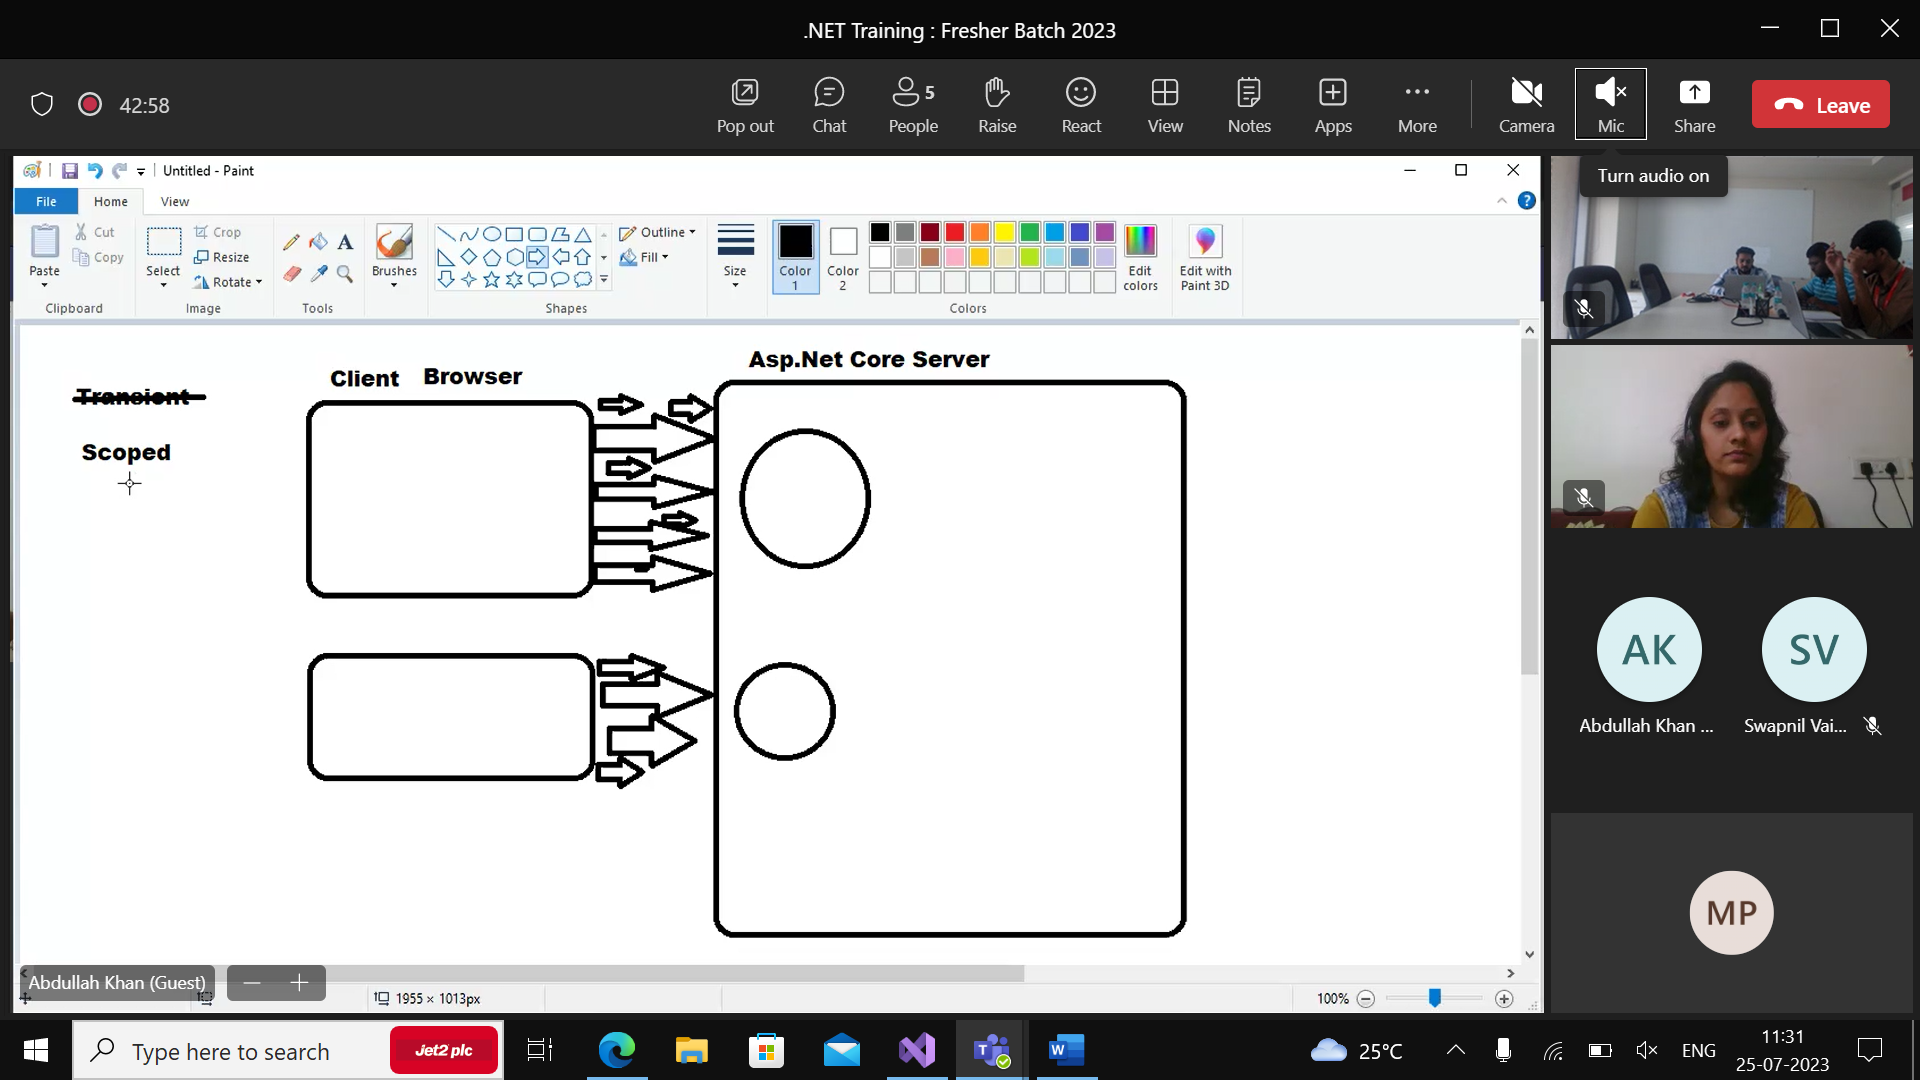 .NET Training : Fresher Batch 2023
42:58
Pop out
Chat
5
People
Raise
React
View
Notes
Apps
More
Camera
Mic
Share
Leave
Turn audio on
Untitled - Paint
File
Home
View
Paste
Cut
Copy
Clipboard
Select
Crop
Resize
Rotate
Image
A
Tools
Brushes
Shapes
Outline
Fill
Size
Color 1
Color 2
Edit colors
Colors
Edit with Paint 3D
?
Transient
Scoped
Client Browser
Asp.Net Core Server
Abdullah Khan (Guest)
1955 × 1013px
100%
AK
Abdullah Khan ...
SV
Swapnil Vai...
MP
Type here to search
Jet2 plc
25°C
ENG
11:31
25-07-2023